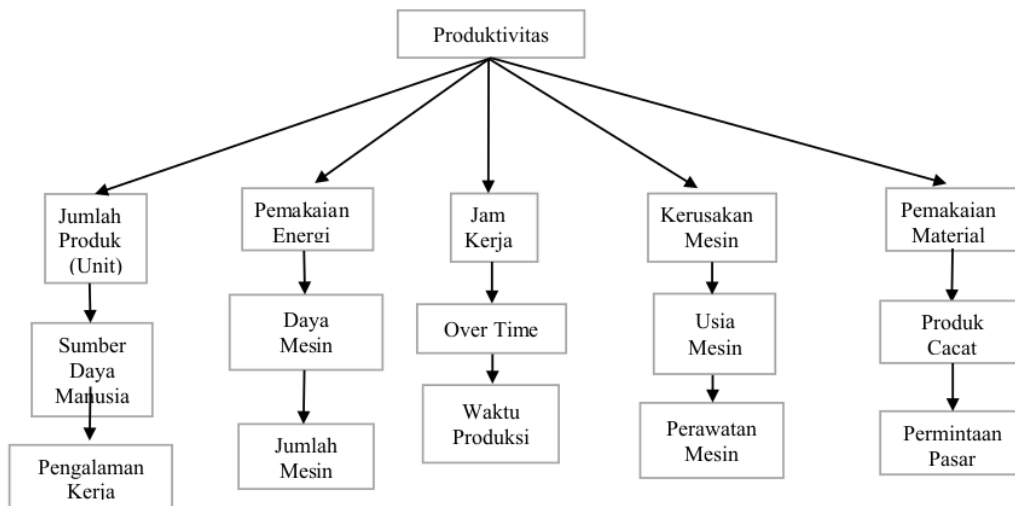 Produktivitas
Jumlah
Produk
(Unit)
Pemakaian
Energi
Jam
Kerja
Kerusakan
Mesin
Pemakaian
Material
Sumber
Daya
Manusia
Daya
Mesin
Over Time
Usia
Mesin
Produk
Cacat
Pengalaman
Kerja
Jumlah
Mesin
Waktu
Produksi
Perawatan
Mesin
Permintaan
Pasar